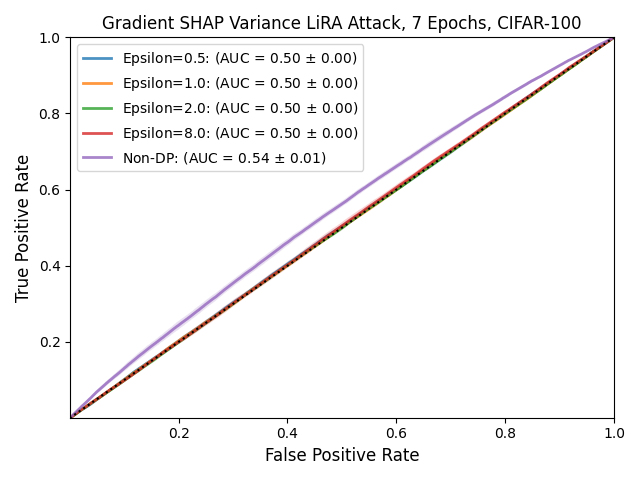 Gradient SHAP Variance LiRA Attack, 7 Epochs, CIFAR-100
1.0
0.8
0.6
0.4
0.2
True Positive Rate
Epsilon=0.5: (AUC = 0.50 ± 0.00)
Epsilon=1.0: (AUC = 0.50 ± 0.00)
Epsilon=2.0: (AUC = 0.50 ± 0.00)
Epsilon=8.0: (AUC = 0.50 ± 0.00)
Non-DP: (AUC = 0.54 ± 0.01)
0.2 0.4 0.6 0.8 1.0
False Positive Rate